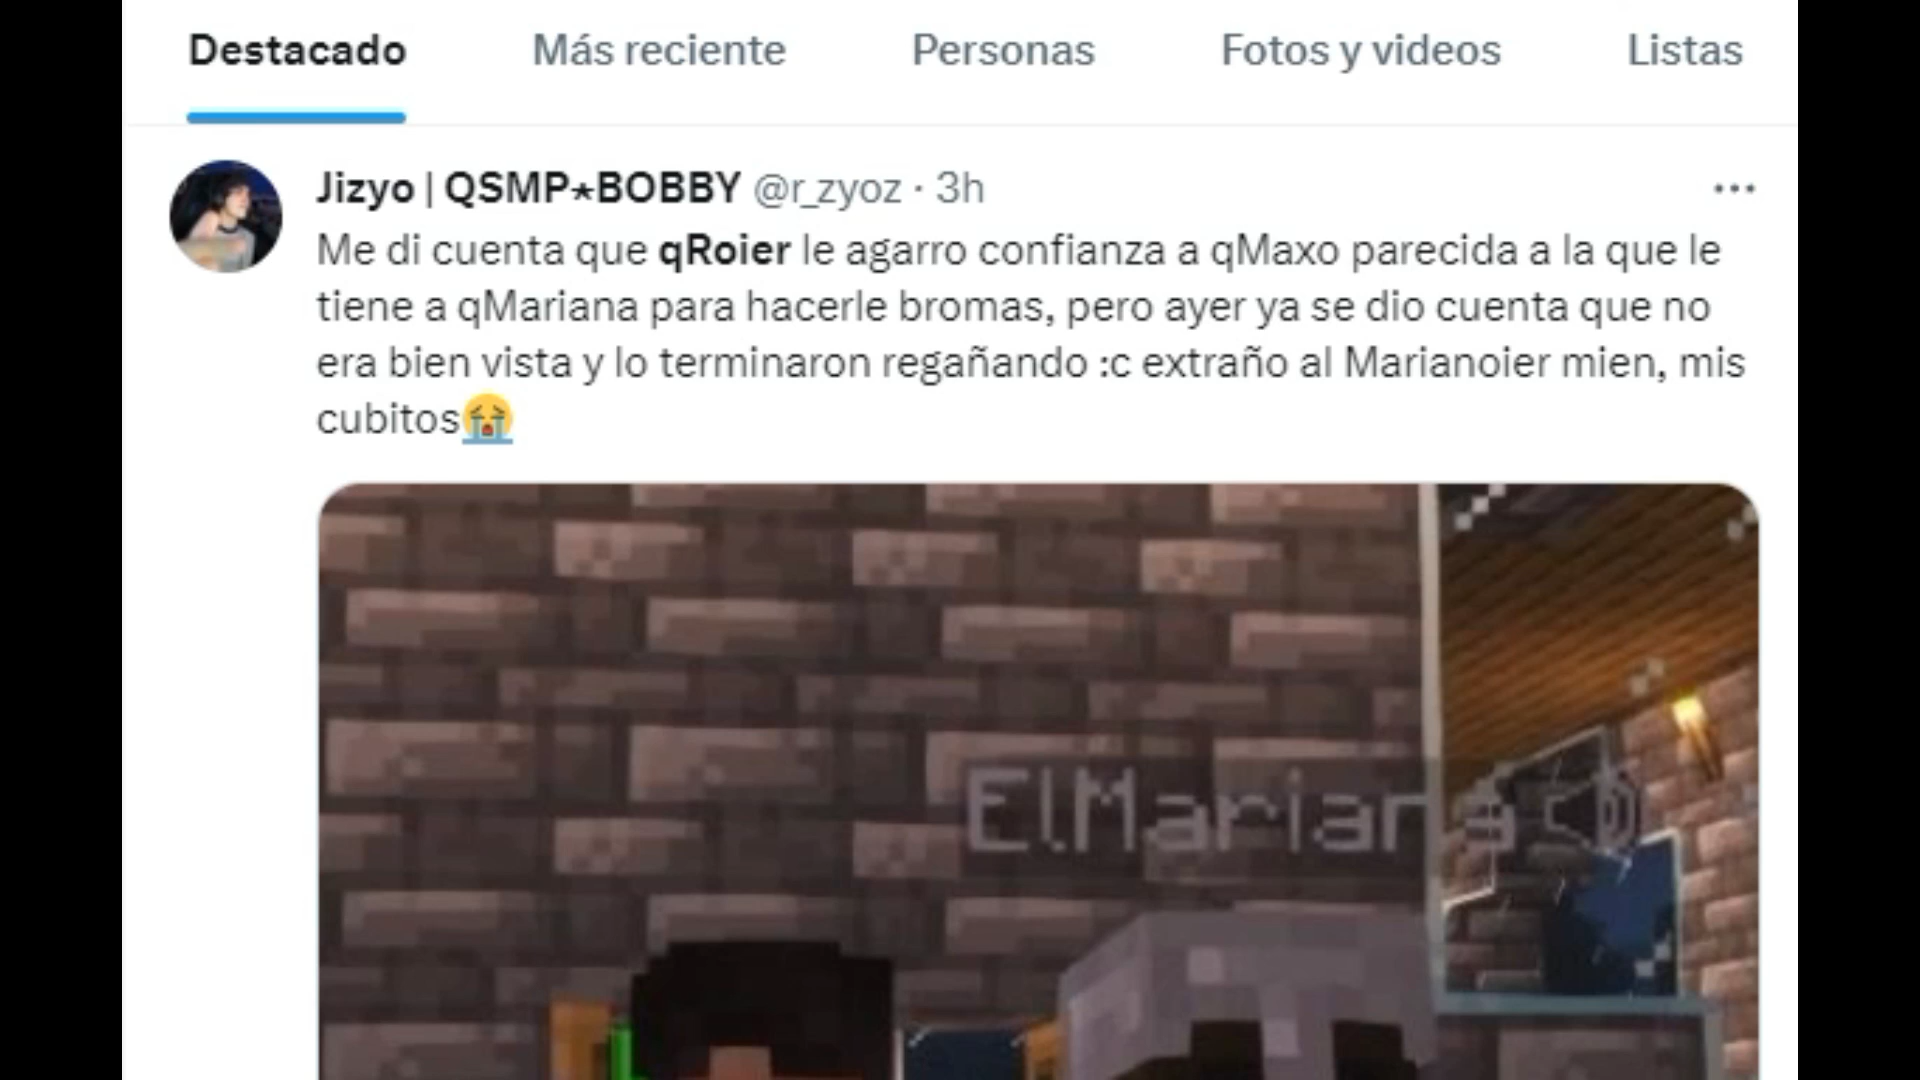 Destacado Más reciente Personas Fotos y videos Listas
Jizyo | QSMP⋆BOBBY @r_zyoz · 3h
Me di cuenta que qRoier le agarro confianza a qMaxo parecida a la que le
tiene a qMariana para hacerle bromas, pero ayer ya se dio cuenta que no
era bien vista y lo terminaron regañando :c extraño al Marianoier mien, mis
cubitos😭
ElMariana